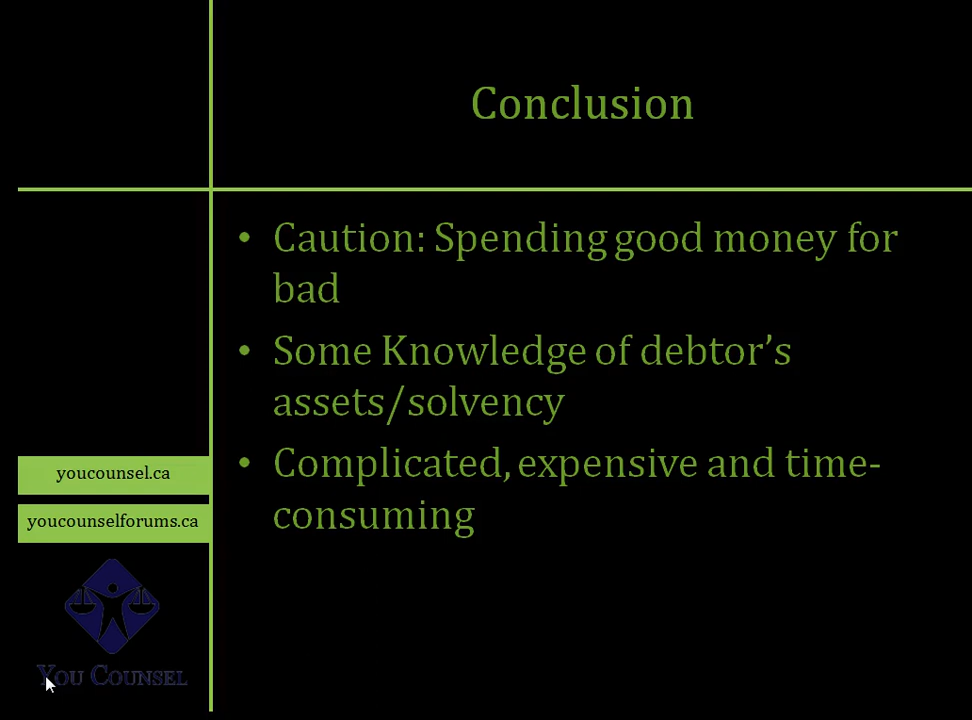 Conclusion
• Caution: Spending good money for
bad
• Some Knowledge of debtor’s
assets/solvency
• Complicated, expensive and time-
consuming
youcounsel.ca
youcounselforums.ca
YOU COUNSEL